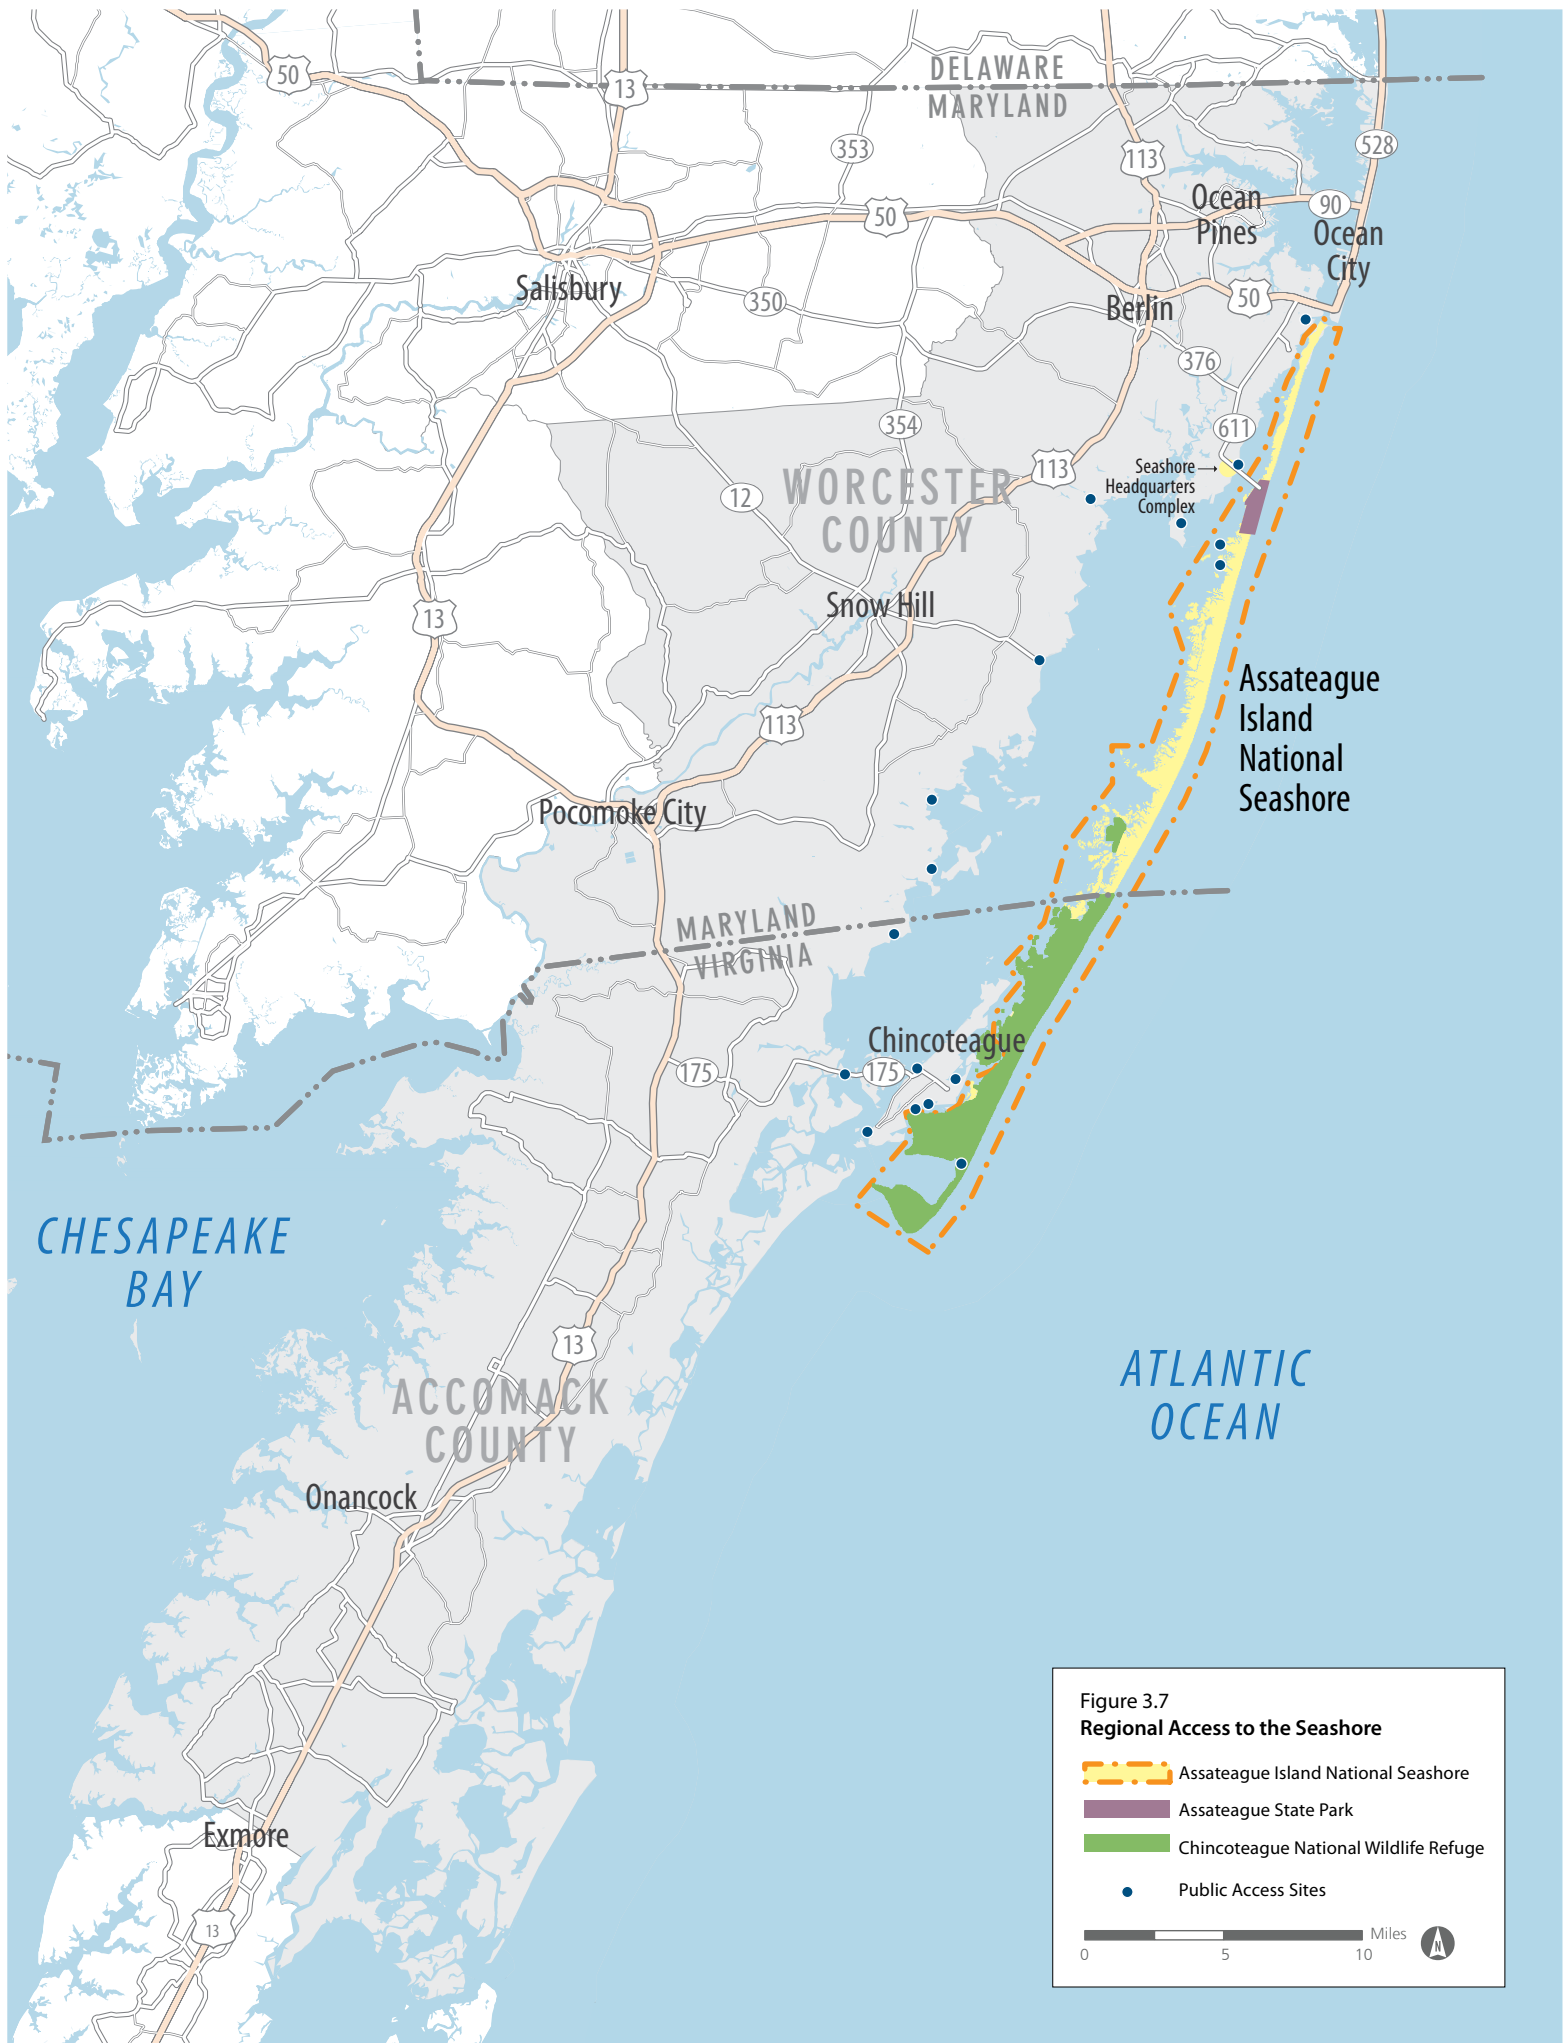 50
13
DELAWARE
MARYLAND
353
113
528
50
Ocean
Pines
90
Ocean
City
Salisbury
350
Berlin
50
376
354
611
113
Seashore
Headquarters
Complex
12
WORCESTER
COUNTY
13
Snow Hill
Assateague
Island
National
Seashore
113
Pocomoke City
MARYLAND
VIRGINIA
Chincoteague
175
175
CHESAPEAKE
BAY
13
ATLANTIC
OCEAN
ACCOMACK
COUNTY
Onancock
Exmore
13
Figure 3.7
Regional Access to the Seashore
Assateague Island National Seashore
Assateague State Park
Chincoteague National Wildlife Refuge
Public Access Sites
Miles
0 5 10
N